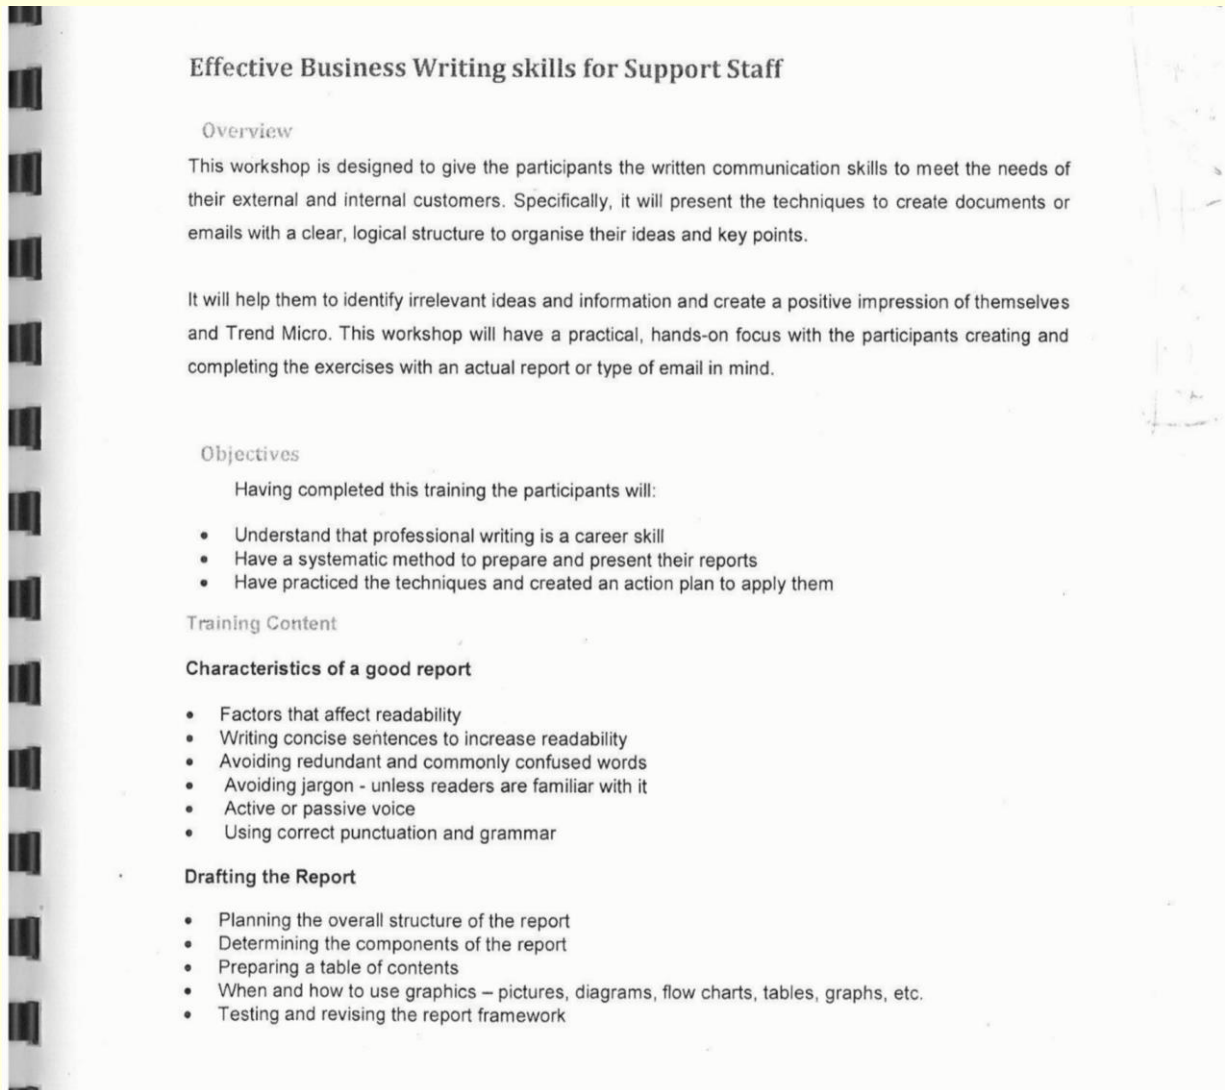 Effective Business Writing skills for Support Staff
Overview
This workshop is designed to give the participants the written communication skills to meet the needs of
their external and internal customers. Specifically, it will present the techniques to create documents or
emails with a clear, logical structure to organise their ideas and key points.
It will help them to identify irrelevant ideas and information and create a positive impression of themselves
and Trend Micro. This workshop will have a practical, hands-on focus with the participants creating and
completing the exercises with an actual report or type of email in mind.
Objectives
Having completed this training the participants will:
• Understand that professional writing is a career skill
• Have a systematic method to prepare and present their reports
• Have practiced the techniques and created an action plan to apply them
Training Content
Characteristics of a good report
• Factors that affect readability
• Writing concise sentences to increase readability
• Avoiding redundant and commonly confused words
• Avoiding jargon - unless readers are familiar with it
• Active or passive voice
• Using correct punctuation and grammar
Drafting the Report
• Planning the overall structure of the report
• Determining the components of the report
• Preparing a table of contents
• When and how to use graphics – pictures, diagrams, flow charts, tables, graphs, etc.
• Testing and revising the report framework